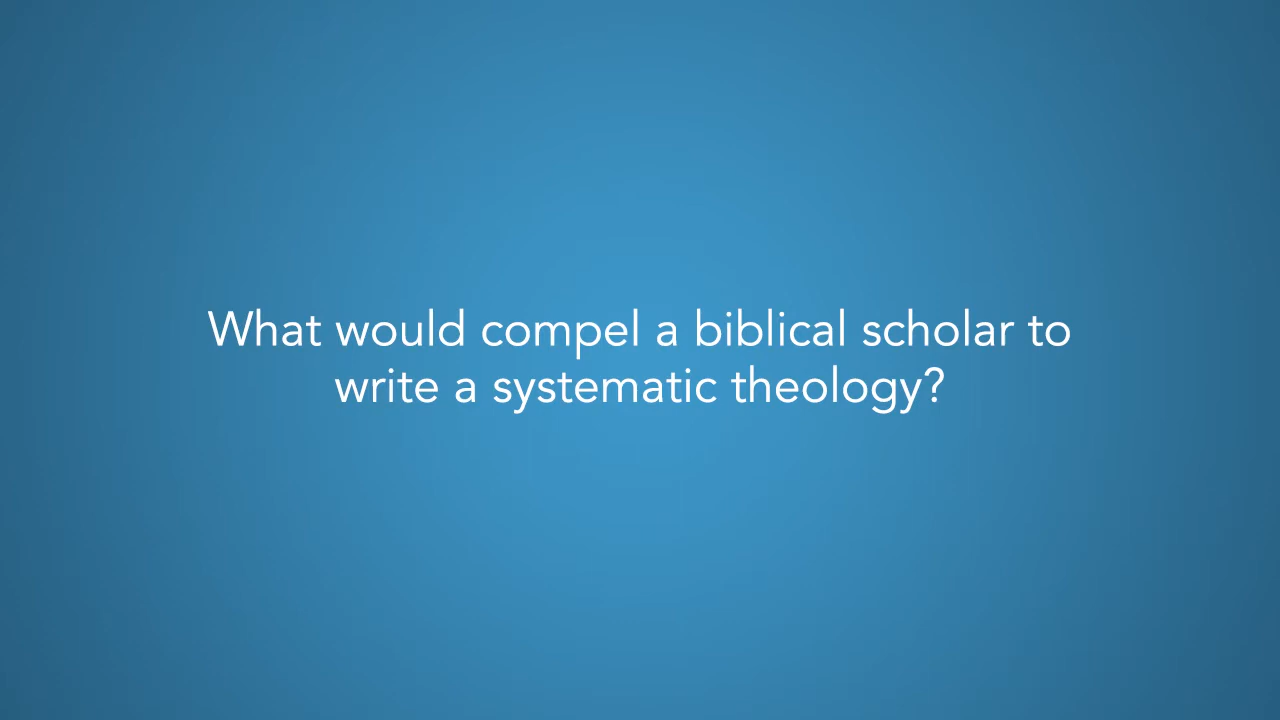 What would compel a biblical scholar to
write a systematic theology?